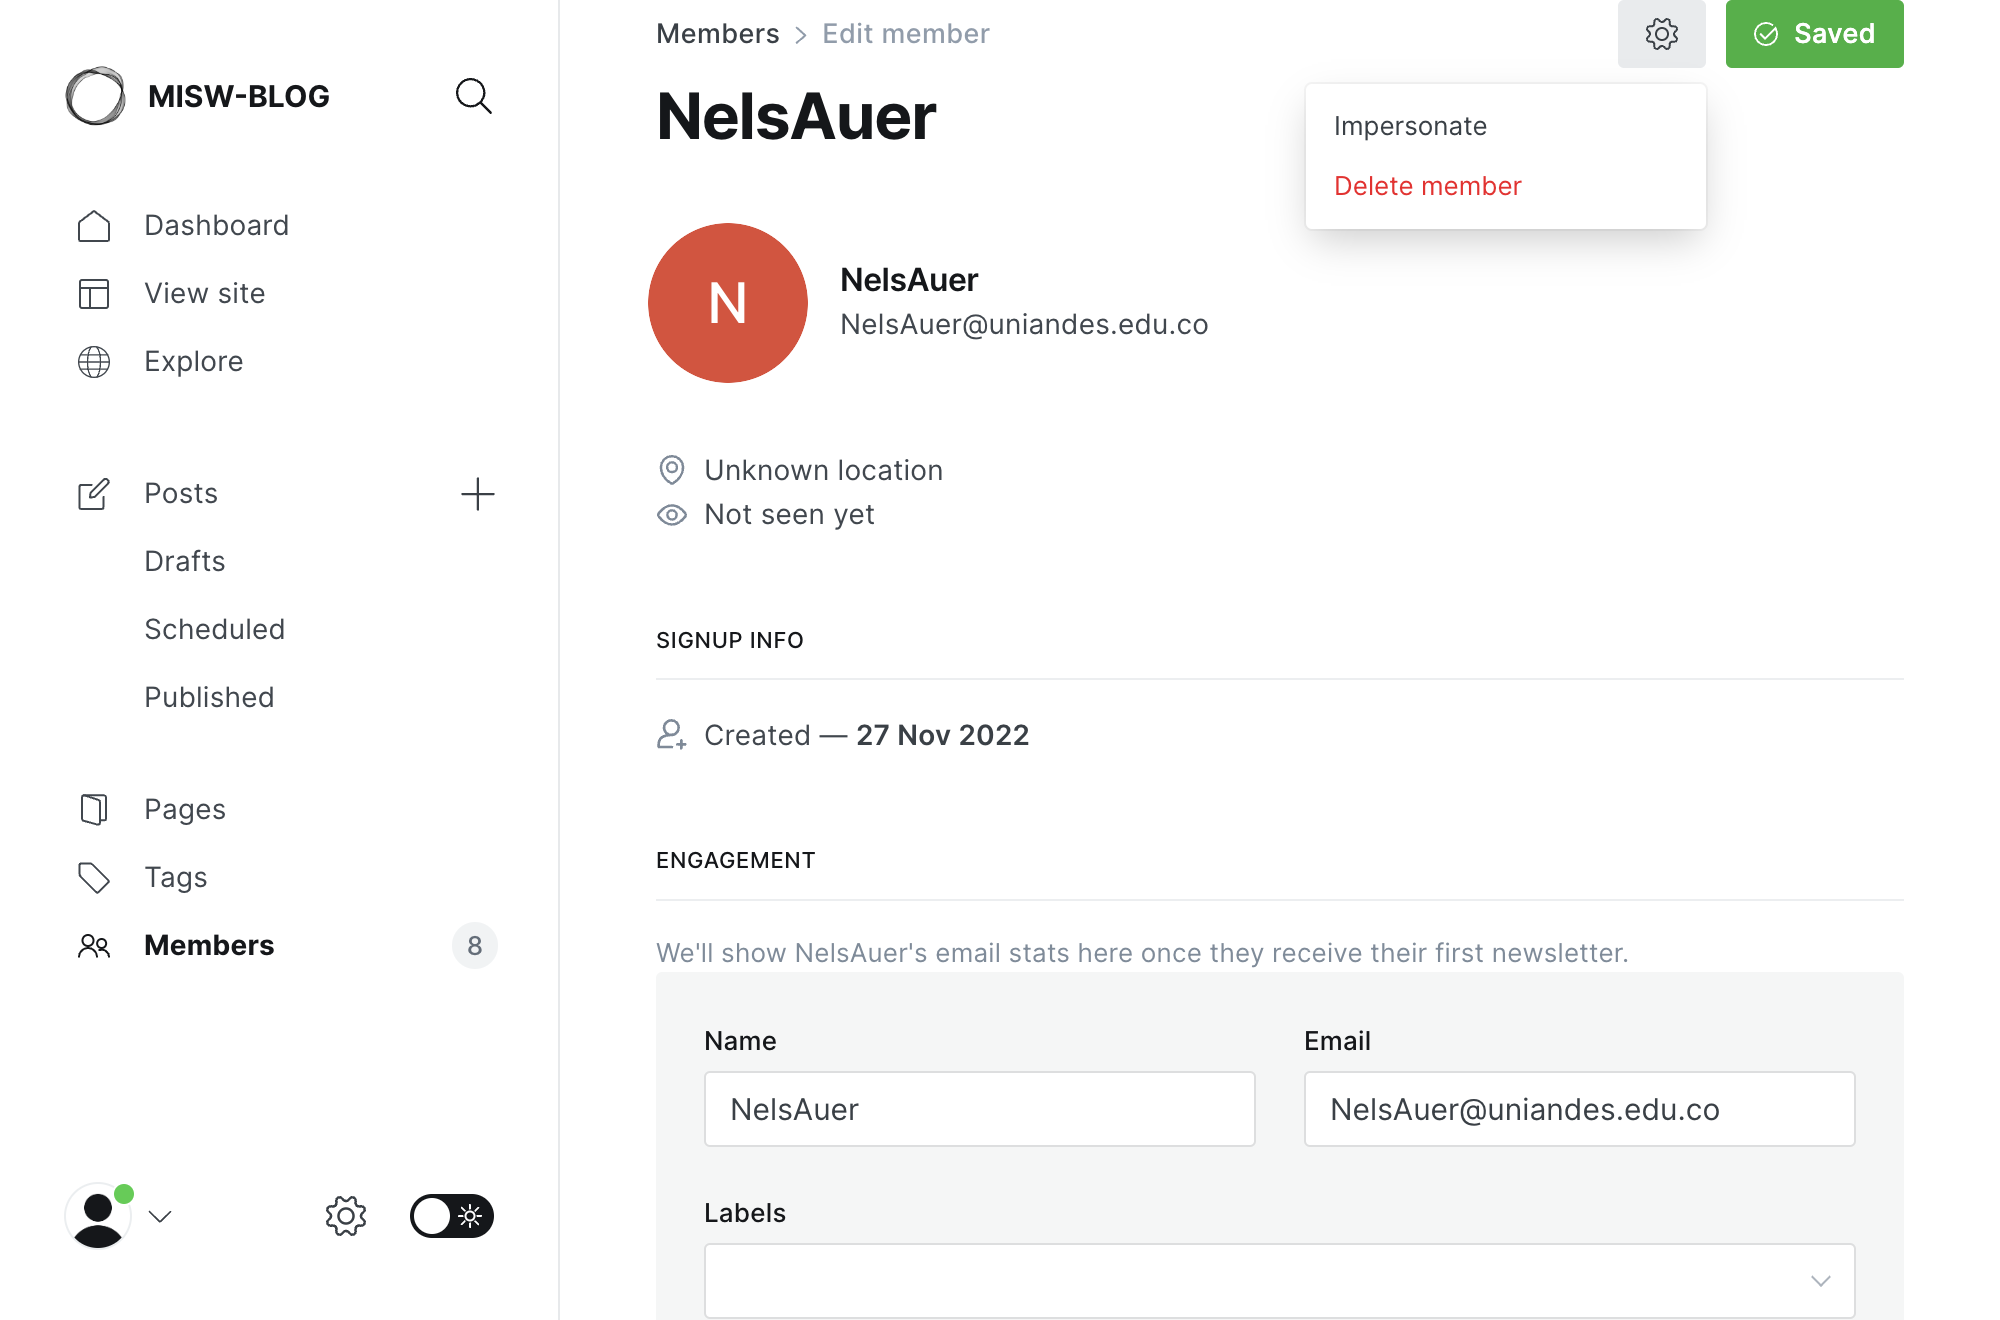 MISW-BLOG
Dashboard
View site
Explore
Posts
Drafts
Scheduled
Published
Pages
Tags
Members
8
Members > Edit member
Saved
NelsAuer
Impersonate
Delete member
N
NelsAuer
NelsAuer@uniandes.edu.co
Unknown location
Not seen yet
SIGNUP INFO
Created — 27 Nov 2022
ENGAGEMENT
We'll show NelsAuer's email stats here once they receive their first newsletter.
Name
Email
NelsAuer
NelsAuer@uniandes.edu.co
Labels